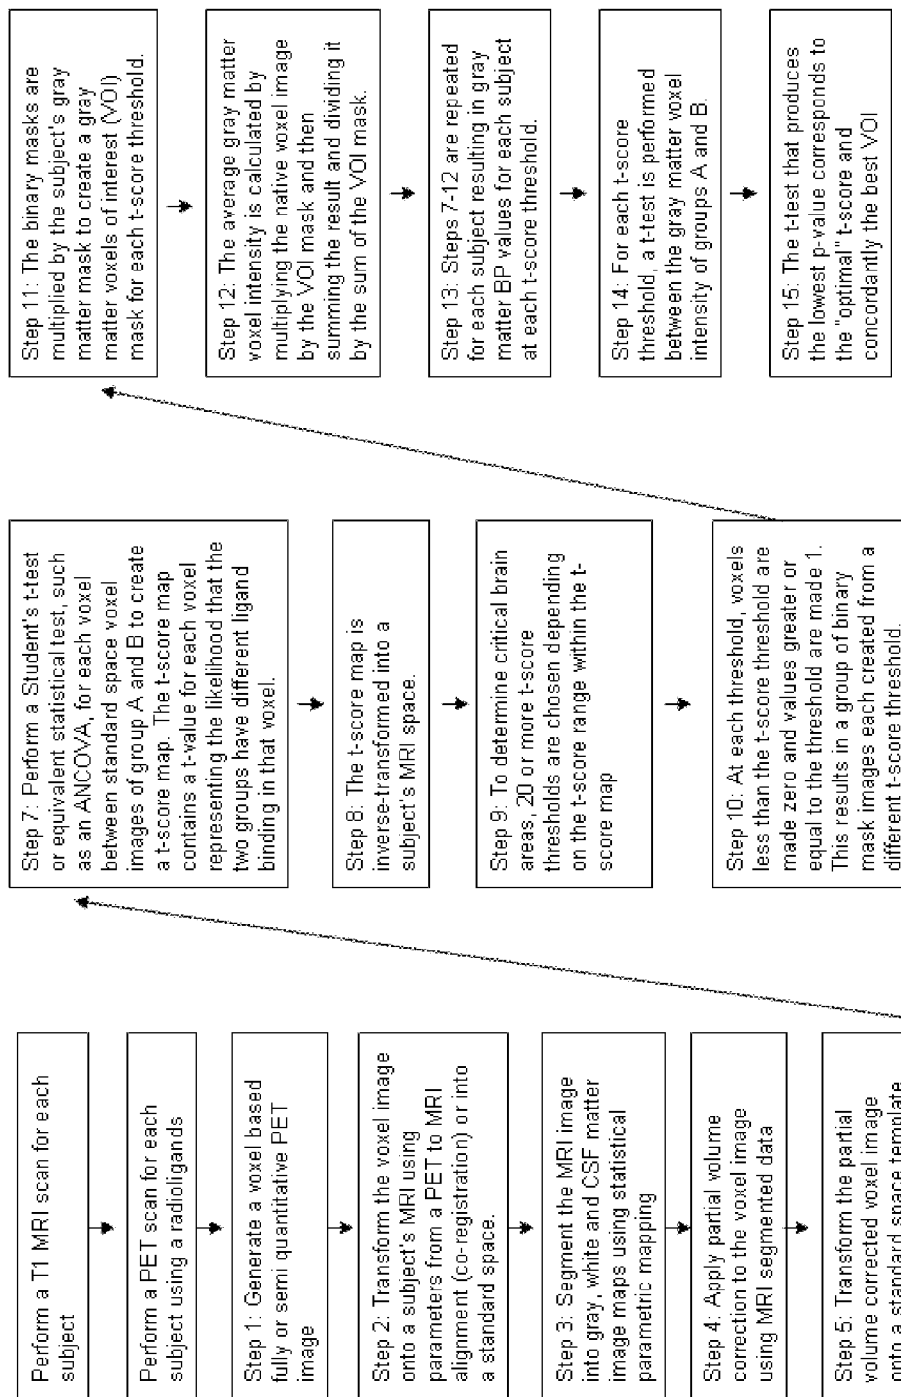 Perform a T1 MRI scan for each
subject
Perform a PET scan for each
subject using a radioligands
Step 1: Generate a voxel based
fully or semi quantitative PET
image
Step 2: Transform the voxel image
onto a subject's MRI using
parameters from a PET to MRI
alignment (co-registration) or into
a standard space.
Step 3: Segment the MRI image
into gray, white and CSF matter
image maps using statistical
parametric mapping
Step 4: Apply partial volume
correction to the voxel image
using MRI segmented data
Step 5: Transform the partial
volume corrected voxel image
onto a standard space template
Step 7: Perform a Student's t-test
or equivalent statistical test, such
as an ANCOVA, for each voxel
between standard space voxel
images of group A and B to create
a t-score map. The t-score map
contains a t-value for each voxel
representing the likelihood that the
two groups have different ligand
binding in that voxel.
Step 8: The t-score map is
inverse-transformed into a
subject's MRI space.
Step 9: To determine critical brain
areas, 20 or more t-score
thresholds are chosen depending
on the t-score range within the t-
score map
Step 10: At each threshold, voxels
less than the t-score threshold are
made zero and values greater or
equal to the threshold are made 1.
This results in a group of binary
mask images each created from a
different t-score threshold.
Step 11: The binary masks are
multiplied by the subject's gray
matter mask to create a gray
matter voxels of interest (VOI)
mask for each t-score threshold.
Step 12: The average gray matter
voxel intensity is calculated by
multiplying the native voxel image
by the VOI mask and then
summing the result and dividing it
by the sum of the VOI mask.
Step 13: Steps 7-12 are repeated
for each subject resulting in gray
matter BP values for each subject
at each t-score threshold.
Step 14: For each t-score
threshold, a t-test is performed
between the gray matter voxel
intensity of groups A and B.
Step 15: The t-test that produces
the lowest p-value corresponds to
the "optimal" t-score and
concordantly the best VOI